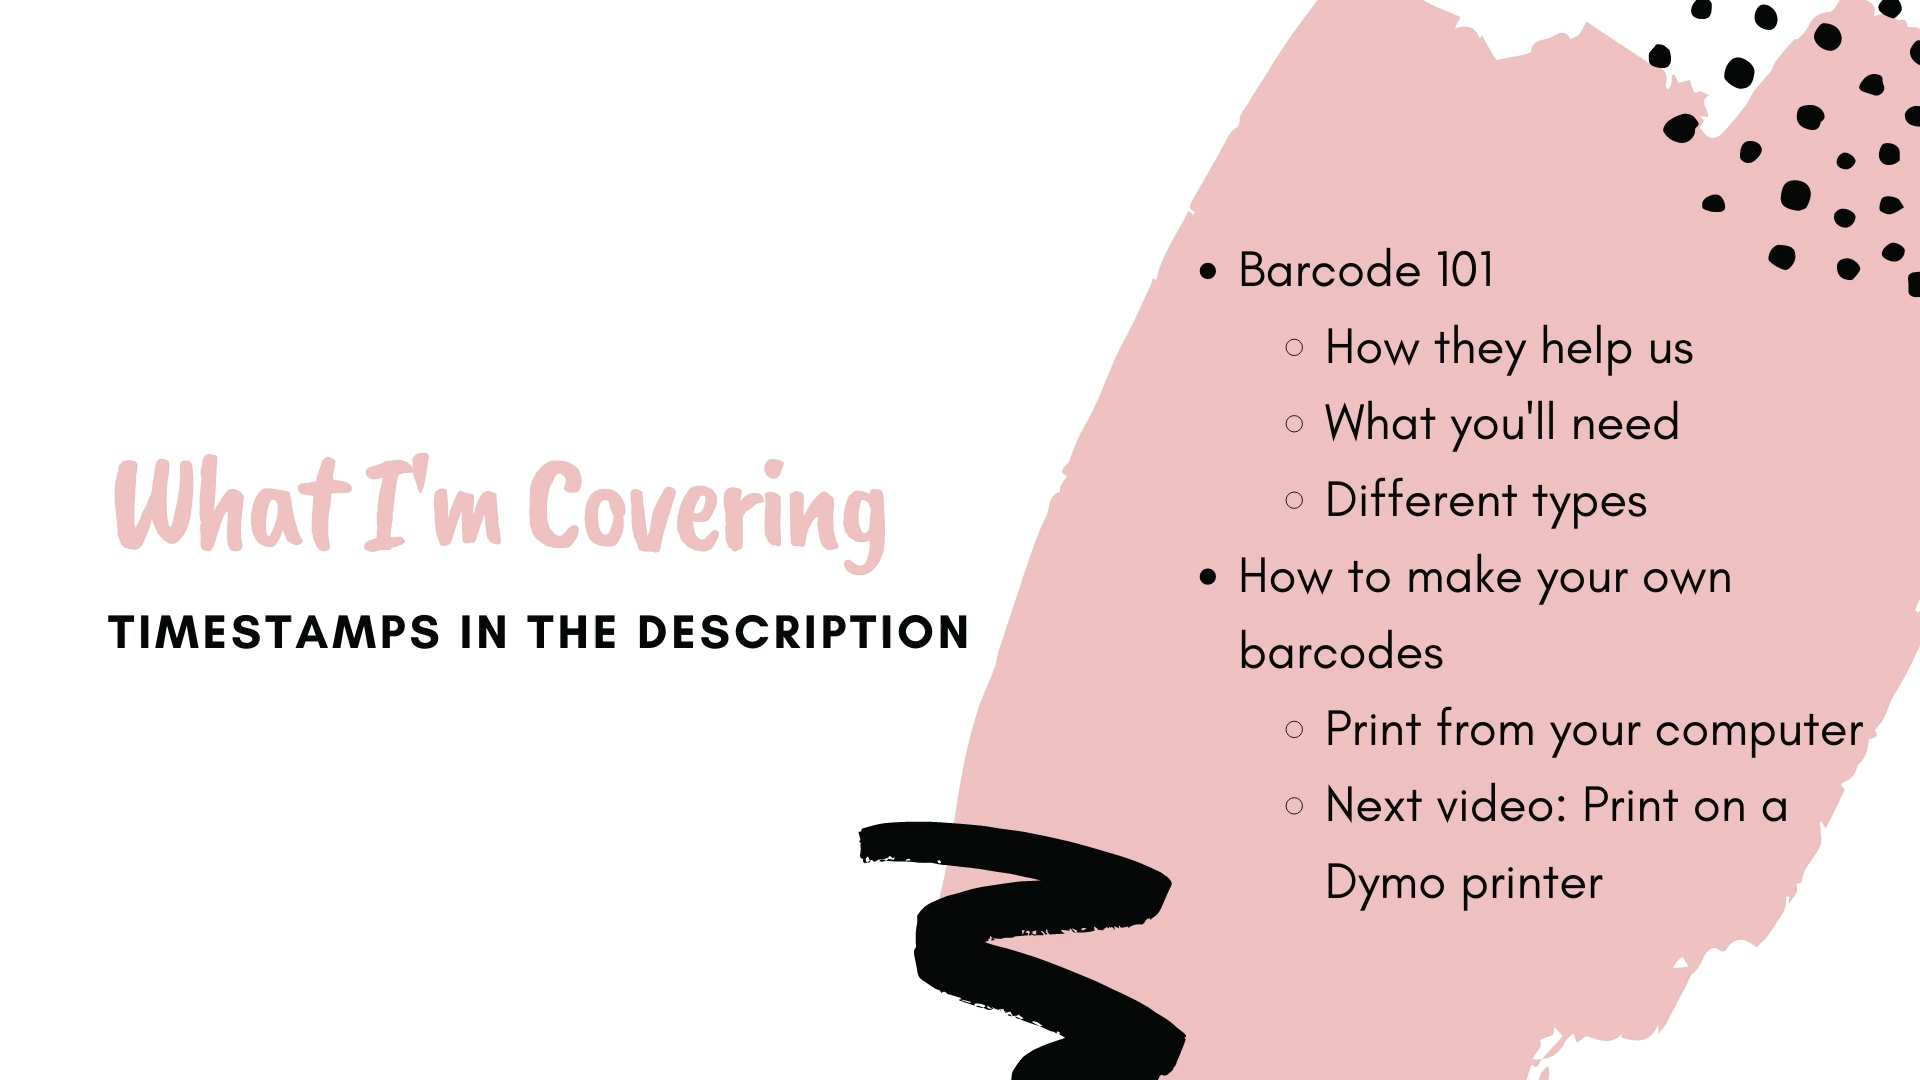 What I'm Covering
TIMESTAMPS IN THE DESCRIPTION
Barcode 101
How they help us
What you'll need
Different types
How to make your own
barcodes
Print from your computer
Next video: Print on a
Dymo printer